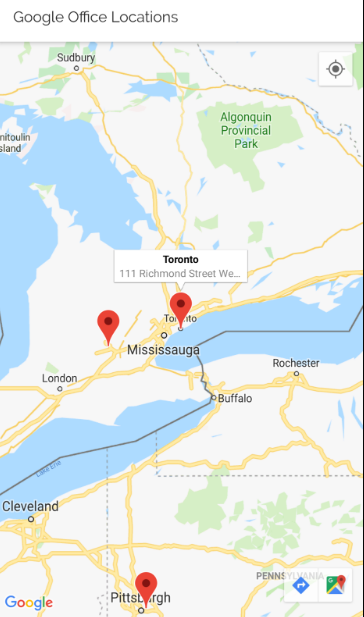 Google Office Locations
Sudbury
Algonquin
Provincial
Park
nitoulin
sland
Toronto
111 Richmond Street We...
Toronto
Mississauga
Rochester
London
Buffalo
Lake Erie
Cleveland
PENNSYLVANIA
Pittsburgh
Google